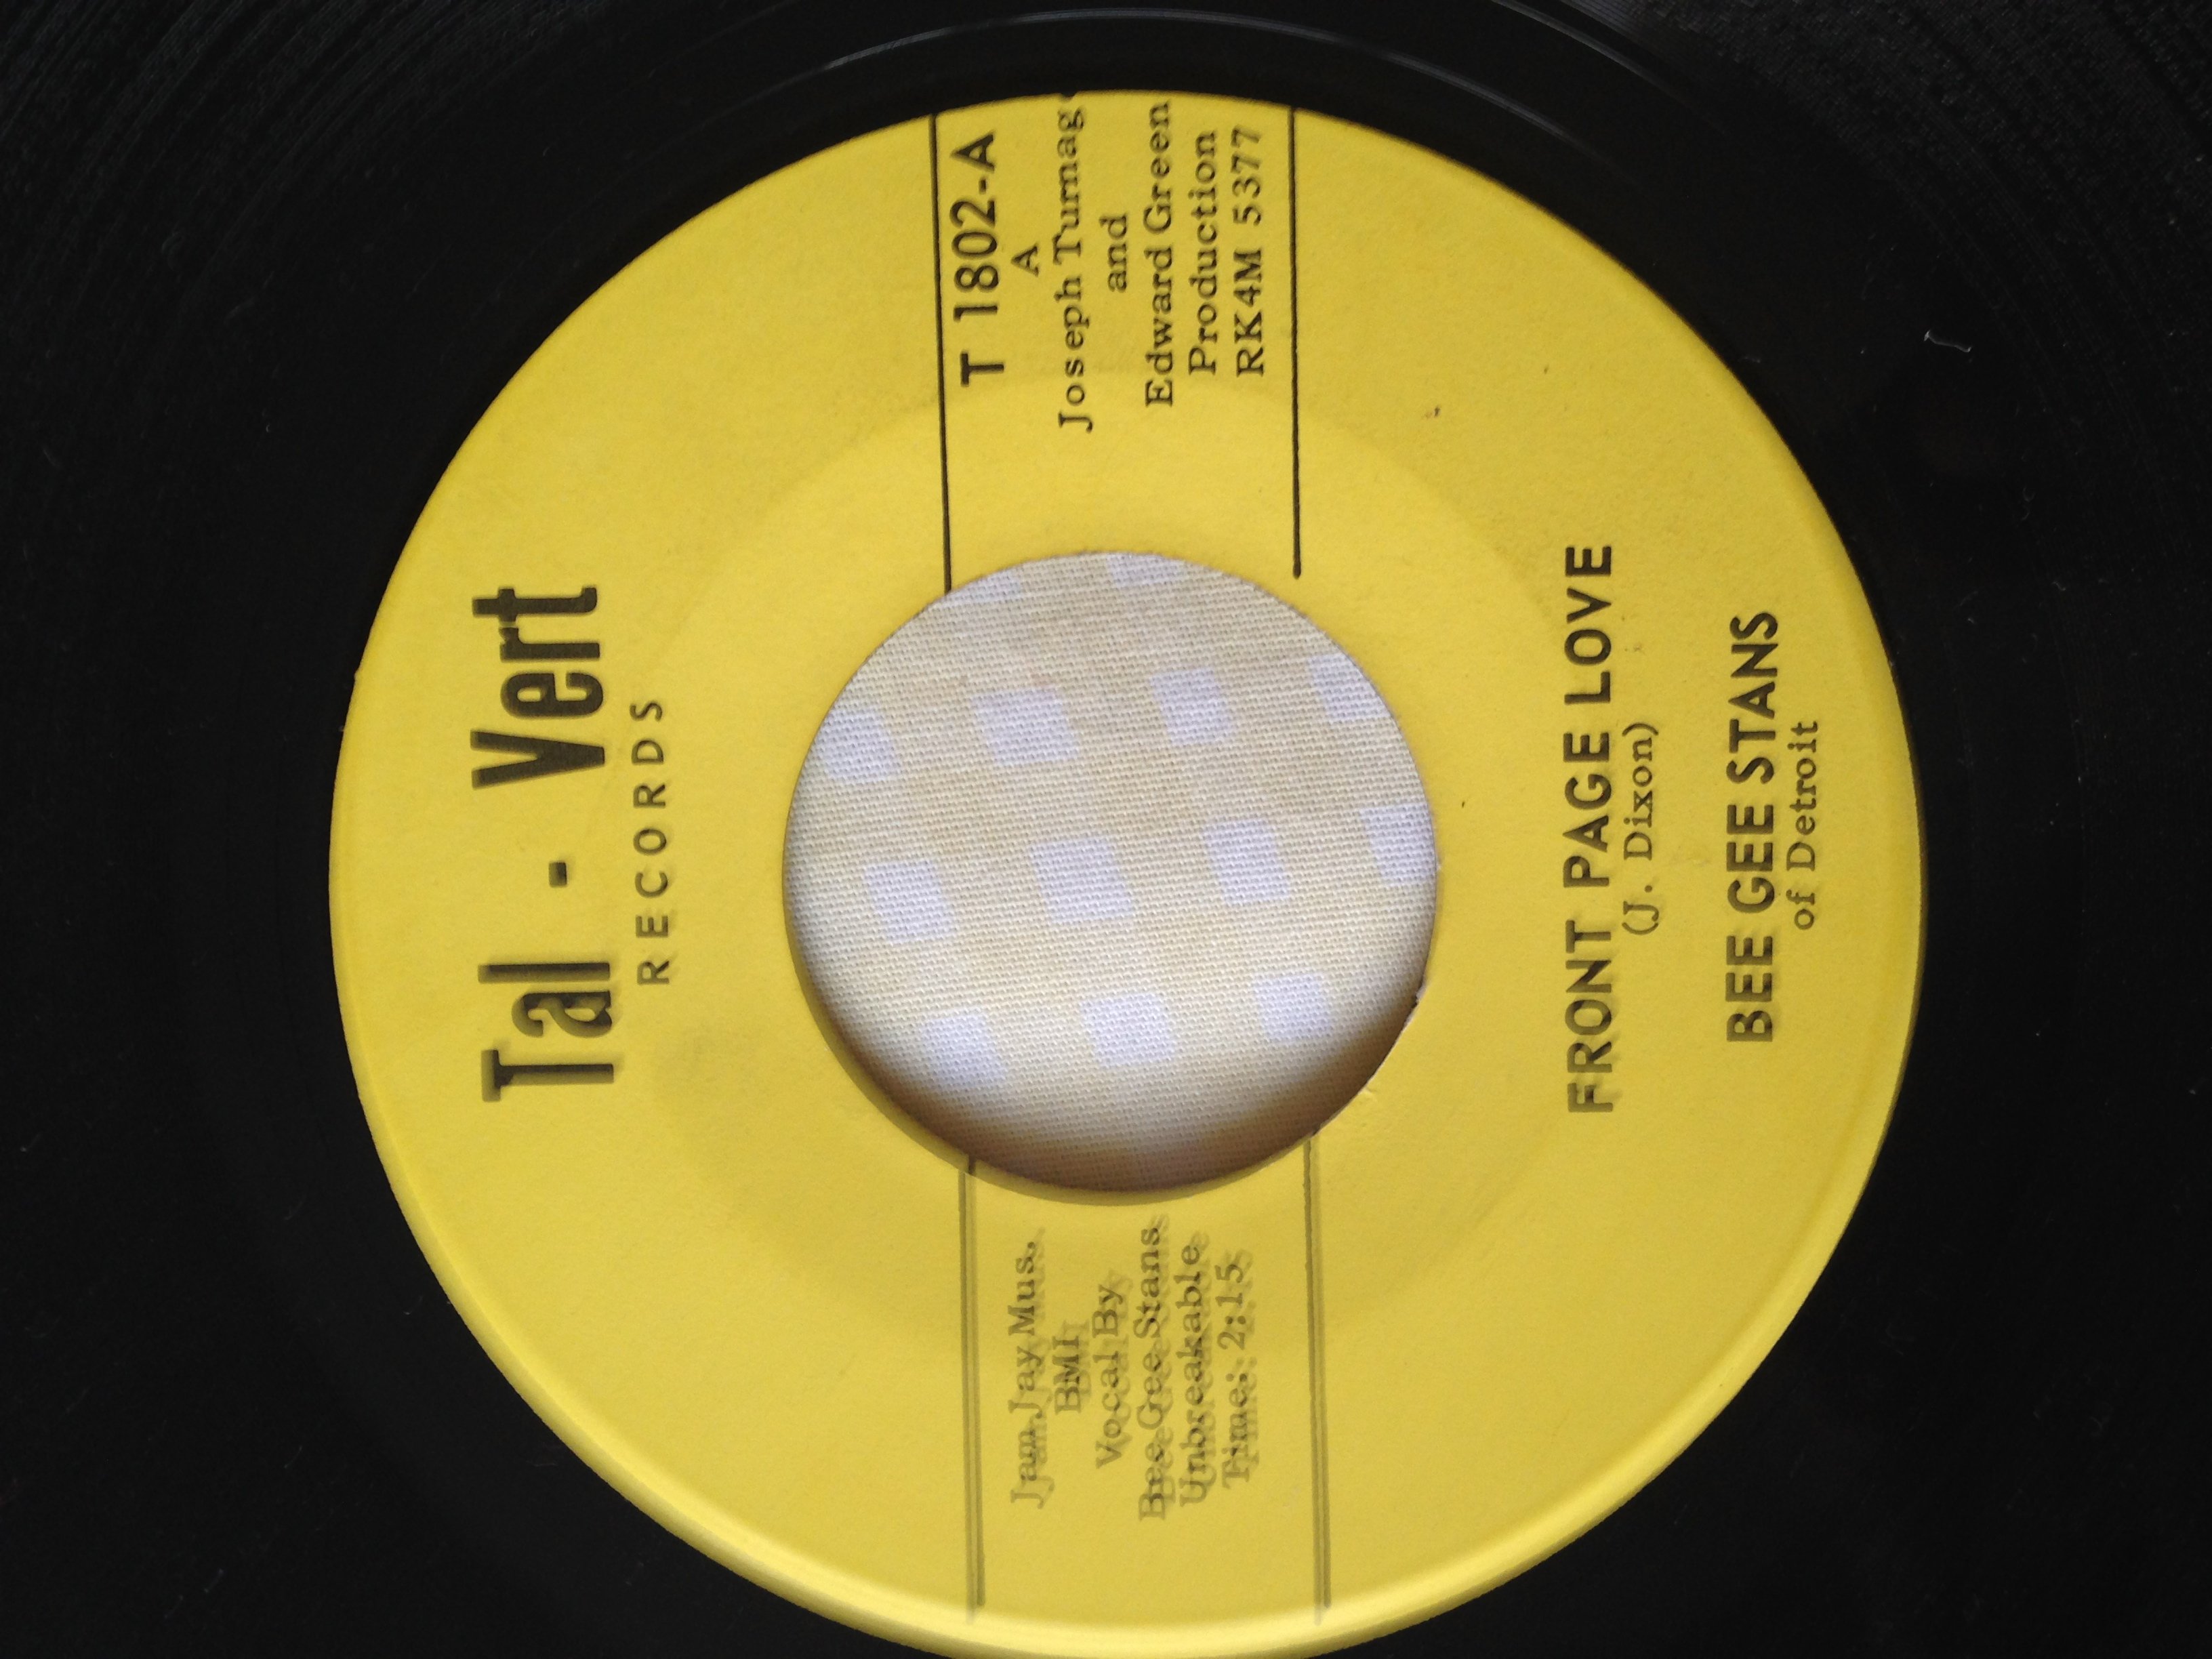 Tal - Vert
RECORDS
Jam Jay Mus.
BMI
Vocal By
Bee Gee Stans
Unbreakable
Time: 2:15
T 1802-A
A
Joseph Turnage
and
Edward Green
Production
RK4M 5377
FRONT PAGE LOVE
(J. Dixon)
BEE GEE STANS
of Detroit